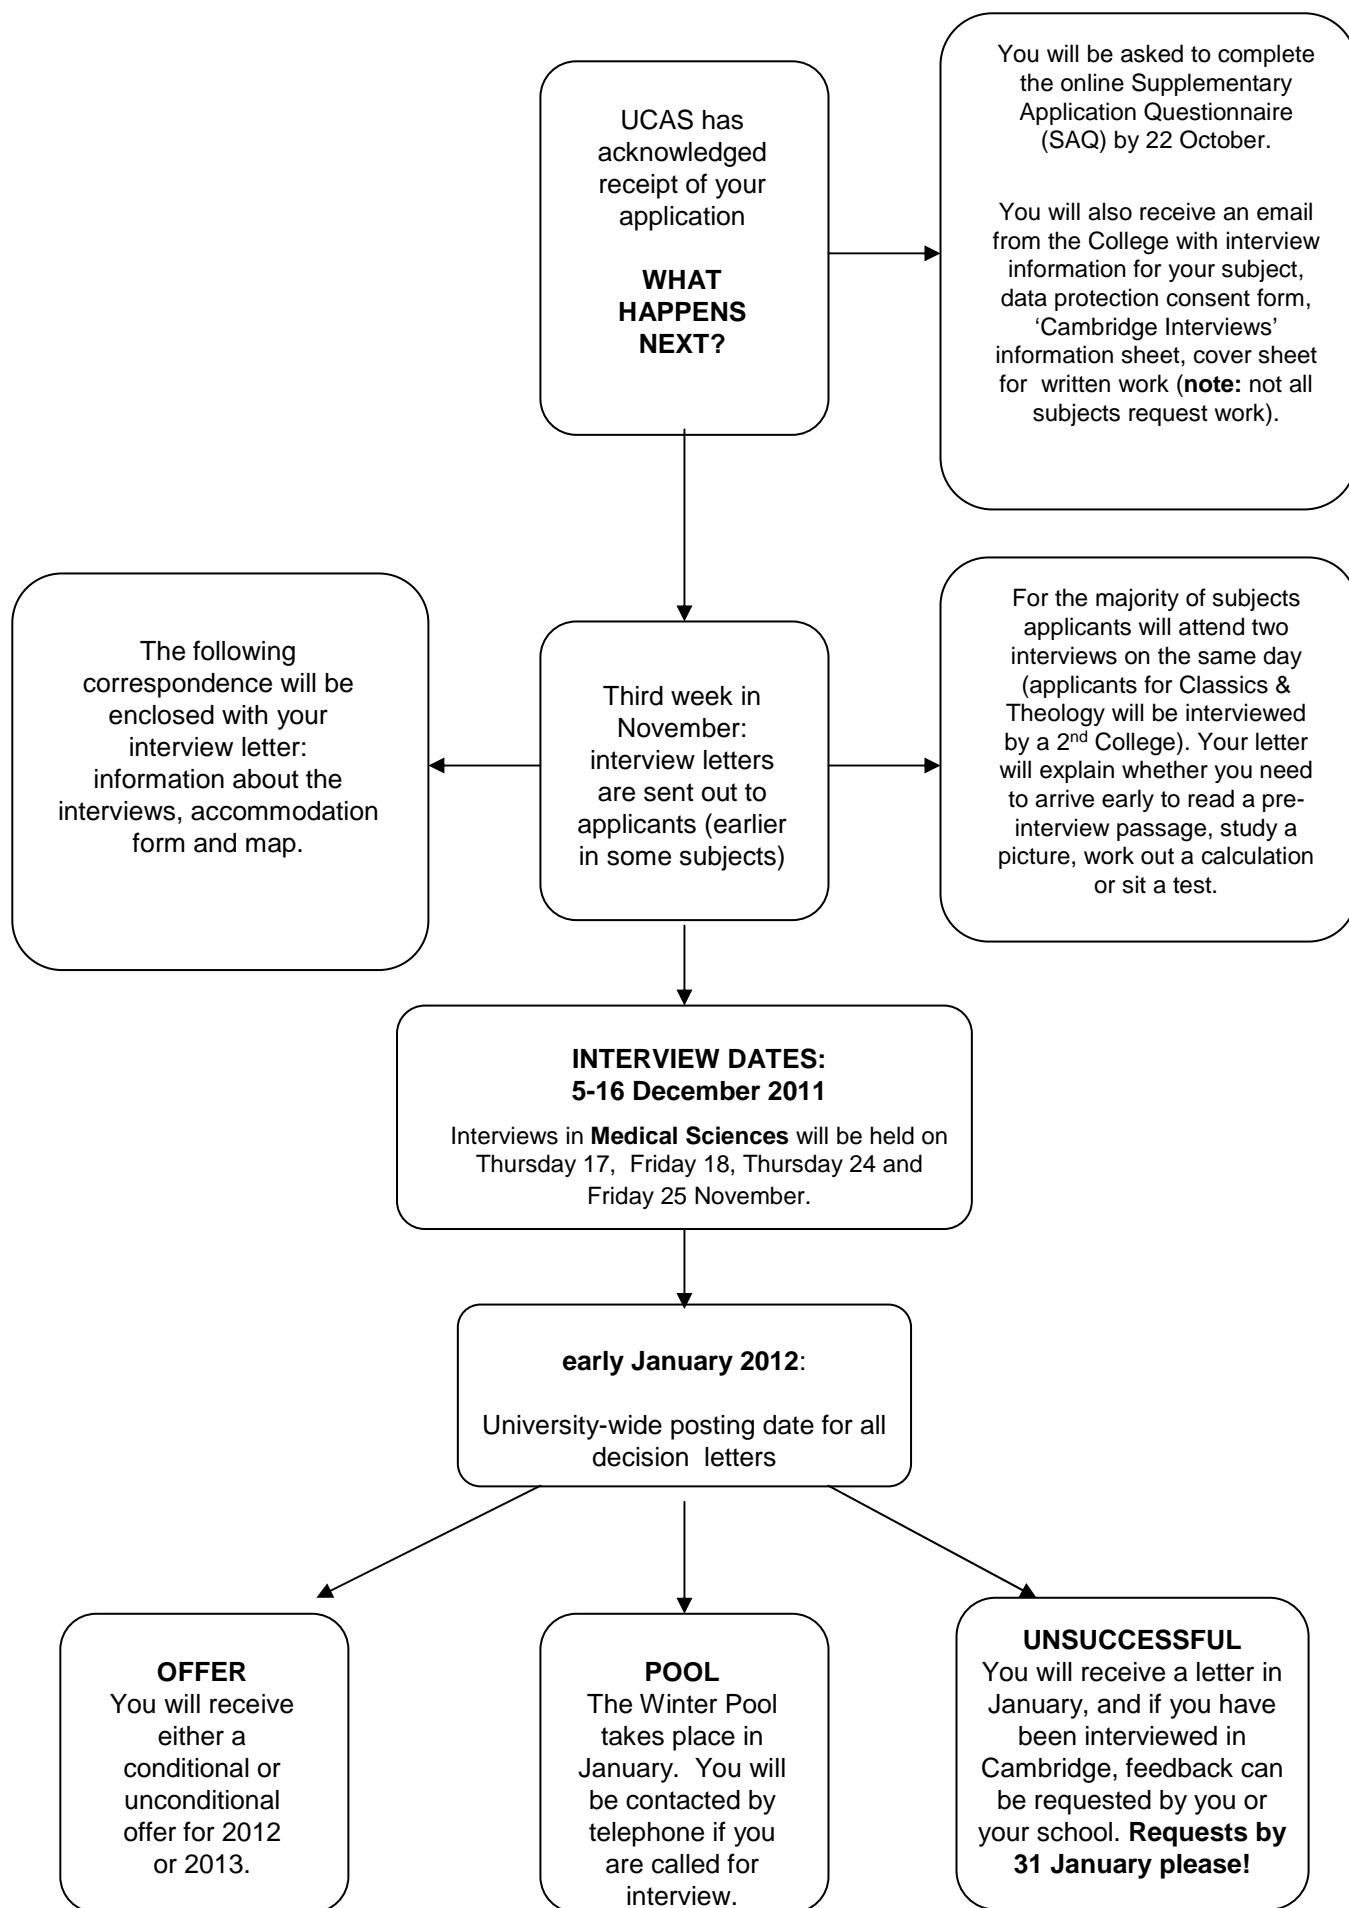 UCAS has
acknowledged
receipt of your
application
WHAT
HAPPENS
NEXT?
You will be asked to complete
the online Supplementary
Application Questionnaire
(SAQ) by 22 October.
You will also receive an email
from the College with interview
information for your subject,
data protection consent form,
‘Cambridge Interviews’
information sheet, cover sheet
for written work (note: not all
subjects request work).
The following
correspondence will be
enclosed with your
interview letter:
information about the
interviews, accommodation
form and map.
Third week in
November:
interview letters
are sent out to
applicants (earlier
in some subjects)
For the majority of subjects
applicants will attend two
interviews on the same day
(applicants for Classics &
Theology will be interviewed
by a 2nd College). Your letter
will explain whether you need
to arrive early to read a pre-
interview passage, study a
picture, work out a calculation
or sit a test.
INTERVIEW DATES:
5-16 December 2011
Interviews in Medical Sciences will be held on
Thursday 17, Friday 18, Thursday 24 and
Friday 25 November.
early January 2012:
University-wide posting date for all
decision letters
OFFER
You will receive
either a
conditional or
unconditional
offer for 2012
or 2013.
POOL
The Winter Pool
takes place in
January. You will
be contacted by
telephone if you
are called for
interview.
UNSUCCESSFUL
You will receive a letter in
January, and if you have
been interviewed in
Cambridge, feedback can
be requested by you or
your school. Requests by
31 January please!